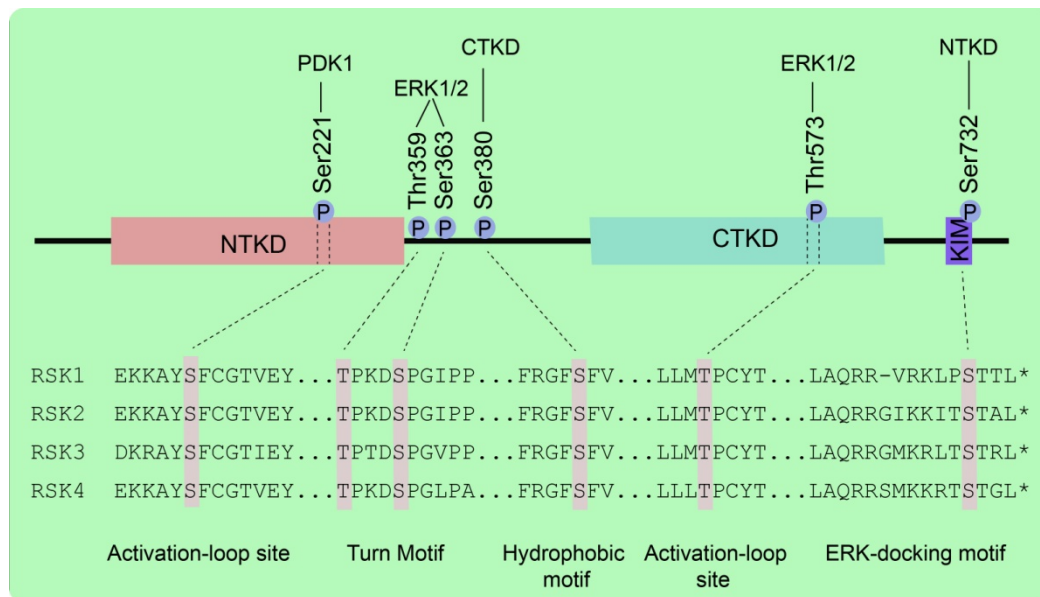 CTKD
NTKD
PDK1
ERK1/2
ERK1/2
Ser221
Thr359
Ser363
Ser380
Thr573
Ser732
P
P
P
P
P
P
NTKD
CTKD
KIM
RSK1 EKKAYSFCGTVEY...TPKDSPGIPP...FRGFSFV...LLMTPCYT...LAQRR-VRKLPSTTL*
RSK2 EKKAYSFCGTVEY...TPKDSPGIPP...FRGFSFV...LLMTPCYT...LAQRRGIKKITSTAL*
RSK3 DKRAYSFCGTIEY...TPTDSPGVPP...FRGFSFV...LLMTPCYT...LAQRRGMKRLTSTRL*
RSK4 EKKAYSFCGTVEY...TPKDSPGLPA...FRGFSFV...LLLTPCYT...LAQRRSMKKRTSTGL*
Activation-loop site
Turn Motif
Hydrophobic
motif
Activation-loop
site
ERK-docking motif